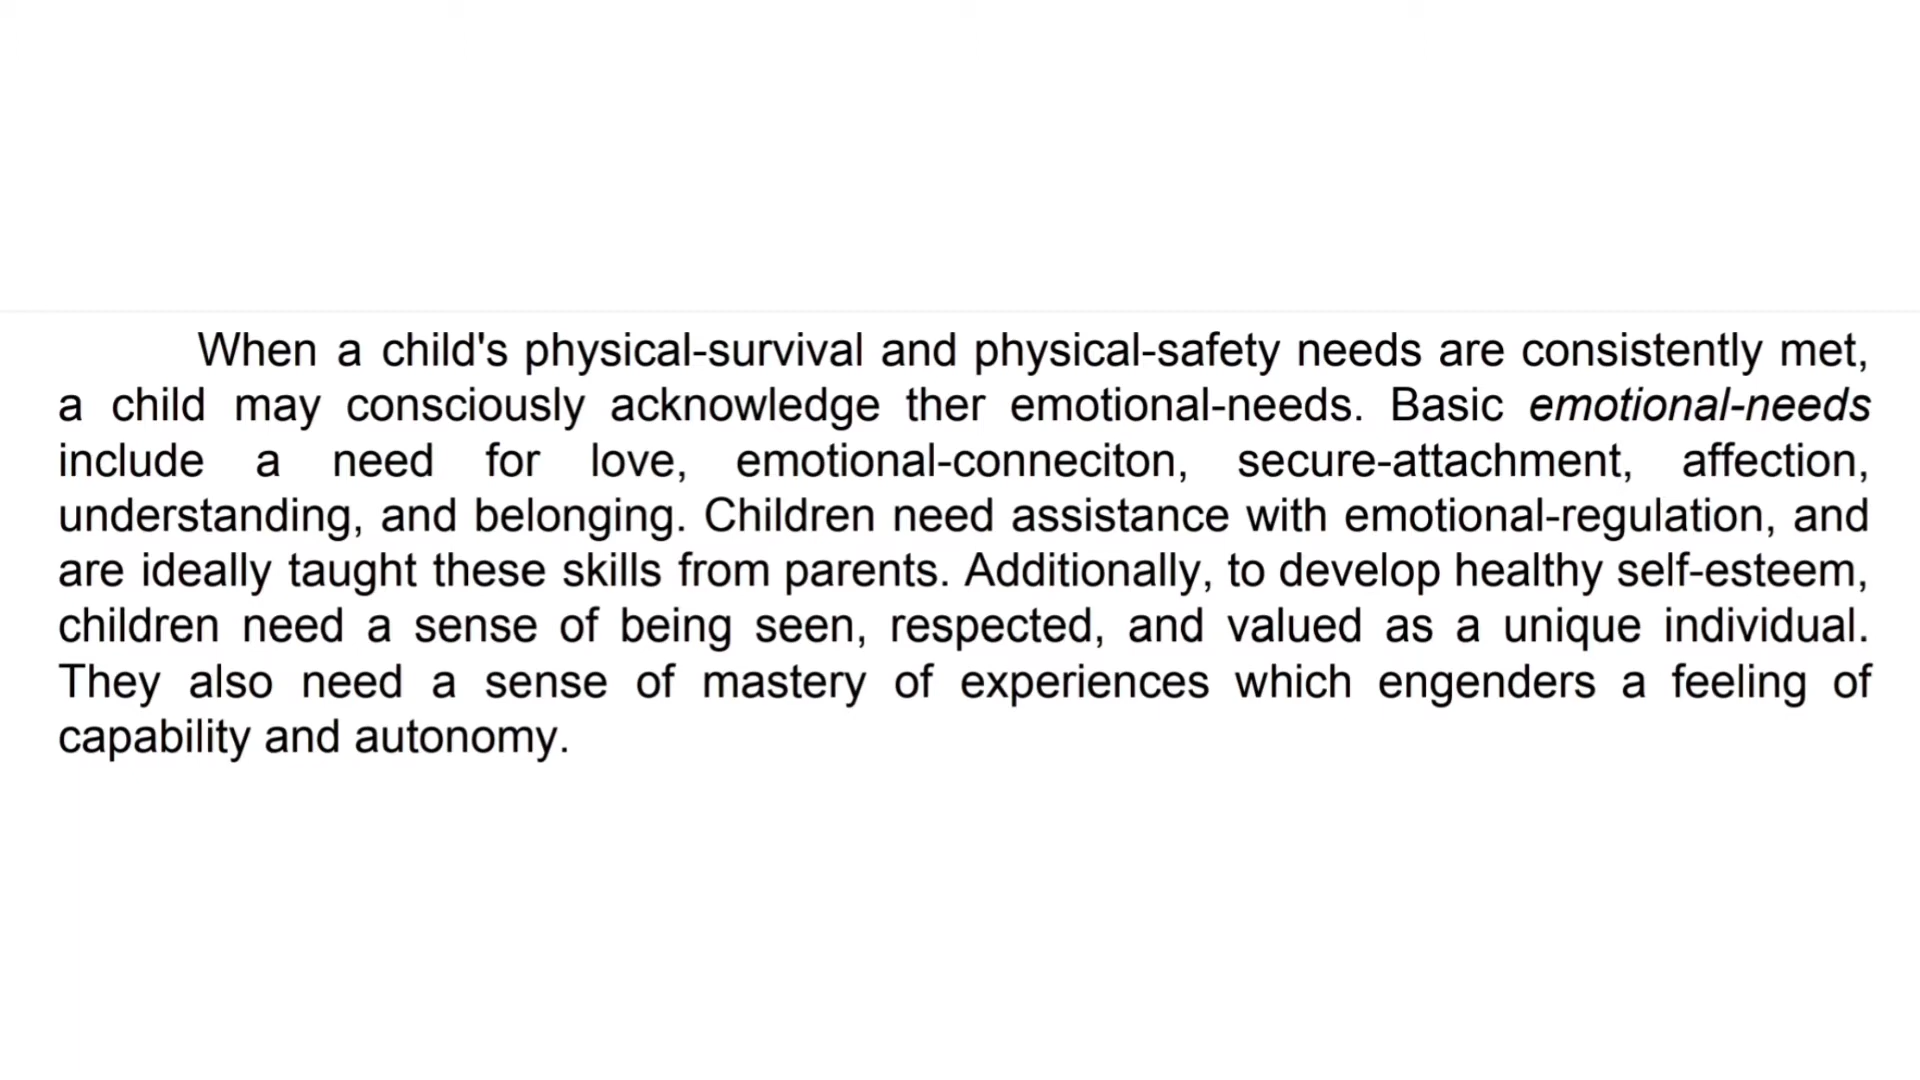 When a child's physical-survival and physical-safety needs are consistently met,
a child may consciously acknowledge ther emotional-needs. Basic emotional-needs
include a need for love, emotional-conneciton, secure-attachment, affection,
understanding, and belonging. Children need assistance with emotional-regulation, and
are ideally taught these skills from parents. Additionally, to develop healthy self-esteem,
children need a sense of being seen, respected, and valued as a unique individual.
They also need a sense of mastery of experiences which engenders a feeling of
capability and autonomy.